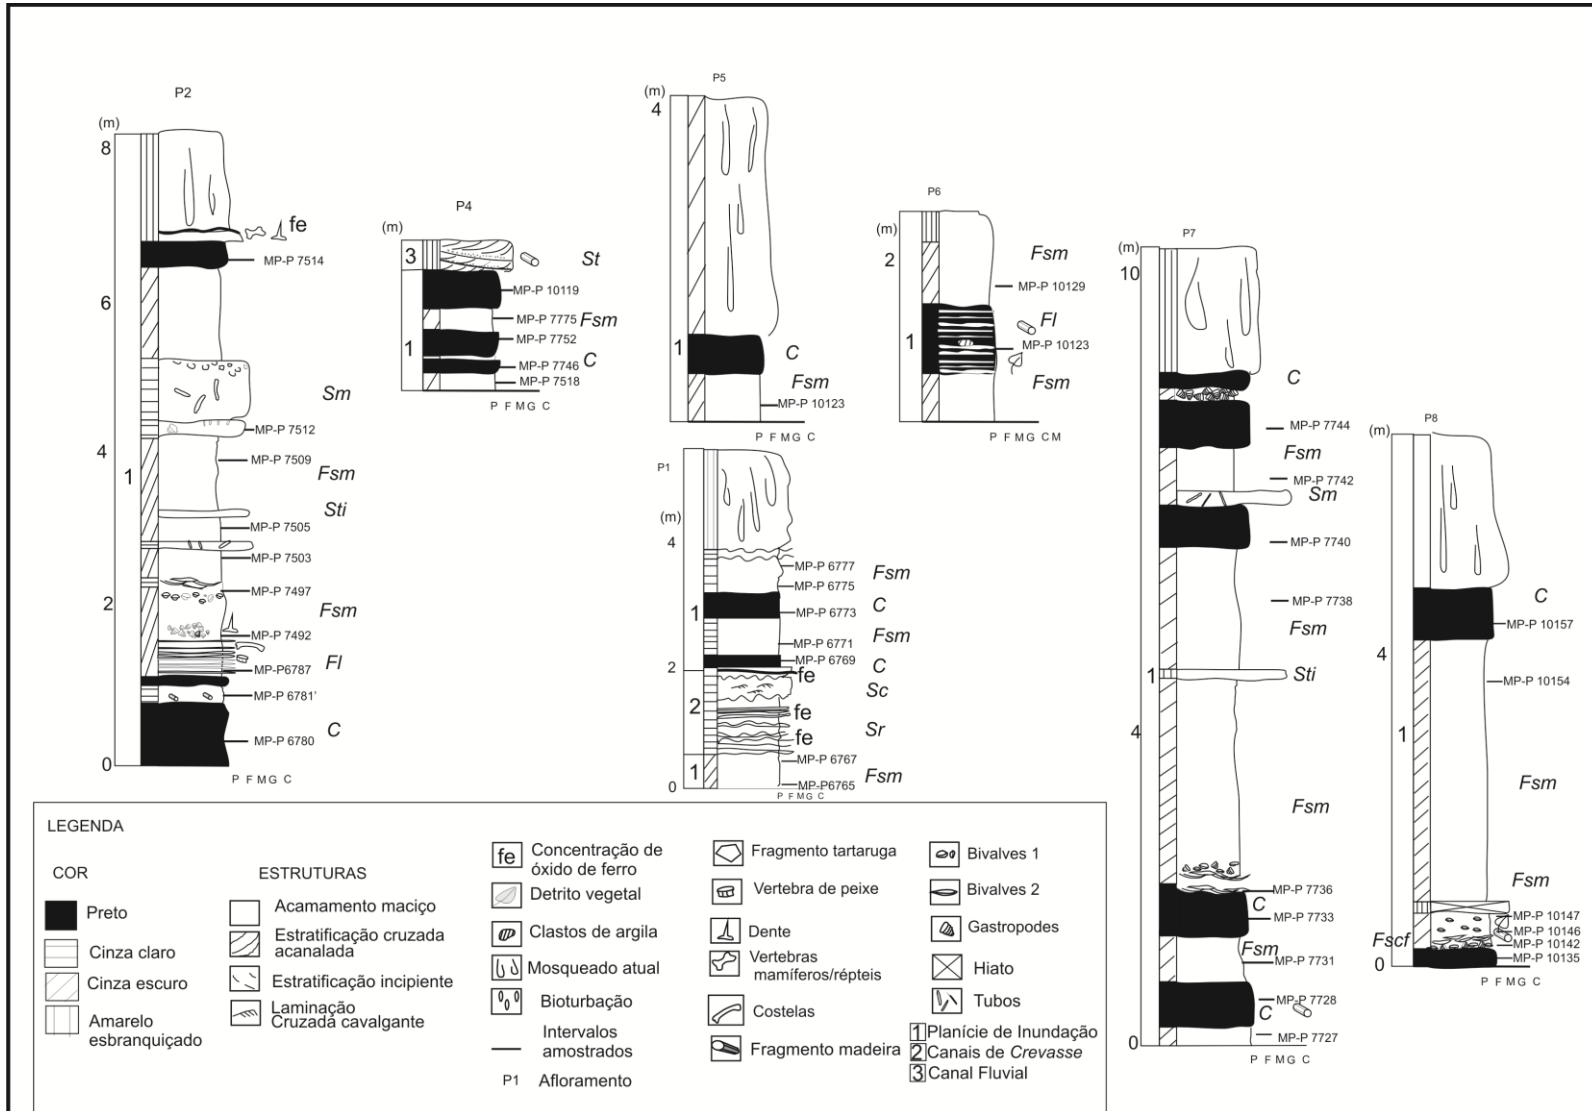 P2
(m)
8
fe
MP-P 7514
6
Sm
MP-P 7512
4
MP-P 7509
1
Fsm
Sti
MP-P 7505
MP-P 7503
MP-P 7497
2
Fsm
MP-P 7492
Fl
MP-P6787
MP-P 6781'
C
MP-P 6780
0
P F M G C
P4
(m)
3
St
MP-P 10119
MP-P 7775
Fsm
MP-P 7752
1
C
MP-P 7746
MP-P 7518
P F M G C
P5
(m)
4
1
C
Fsm
MP-P 10123
P F M G C
P6
(m)
2
Fsm
MP-P 10129
Fl
1
MP-P 10123
Fsm
P F M G C M
P1
(m)
4
MP-P 6777
Fsm
MP-P 6775
1
C
MP-P 6773
Fsm
MP-P 6771
MP-P 6769
C
2
fe
Sc
2
fe
Sr
fe
MP-P 6767
1
Fsm
MP-P6765
0
P F M G C
P7
(m)
10
C
MP-P 7744
Fsm
MP-P 7742
Sm
MP-P 7740
MP-P 7738
Fsm
1
Sti
4
Fsm
MP-P 7736
C
MP-P 7733
Fsm
MP-P 7731
MP-P 7728
C
MP-P 7727
0
P F M G C
P8
(m)
C
MP-P 10157
4
MP-P 10154
1
Fsm
Fsm
MP-P 10147
MP-P 10146
Fscf
MP-P 10142
MP-P 10135
0
P F M G C
LEGENDA
COR
Preto
Cinza claro
Cinza escuro
Amarelo
esbranquiçado
ESTRUTURAS
Acamamento maciço
Estratificação cruzada
acanalada
Estratificação incipiente
Laminação
Cruzada cavalgante
fe
Concentração de
óxido de ferro
Detrito vegetal
Clastos de argila
Mosqueado atual
Bioturbação
Intervalos
amostrados
P1
Afloramento
Fragmento tartaruga
Vértebra de peixe
Dente
Vertebras
mamíferos/répteis
Costelas
Fragmento madeira
Bivalves 1
Bivalves 2
Gastropodes
Hiato
Tubos
1 Planície de Inundação
2 Canais de Crevasse
3 Canal Fluvial